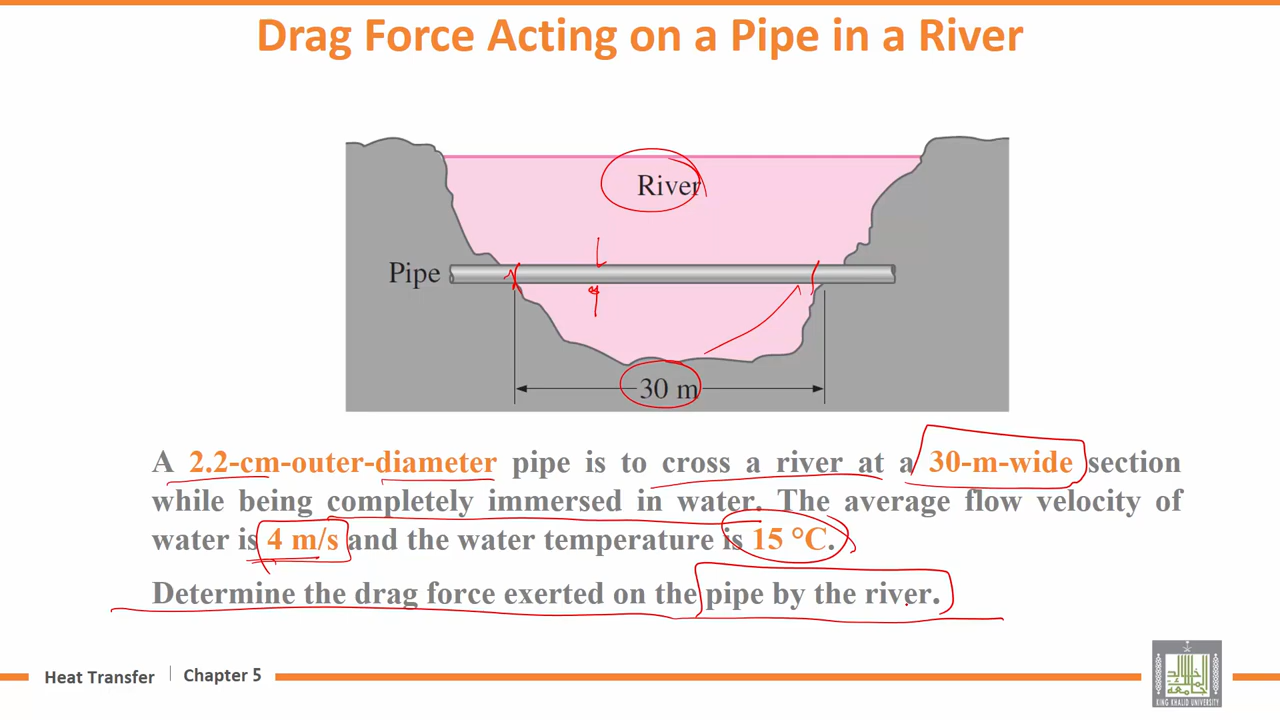 Drag Force Acting on a Pipe in a River
River
Pipe
30 m
A 2.2-cm-outer-diameter pipe is to cross a river at a 30-m-wide section
while being completely immersed in water. The average flow velocity of
water is 4 m/s and the water temperature is 15 °C.
Determine the drag force exerted on the pipe by the river.
Heat Transfer
Chapter 5
KING KHALID UNIVERSITY